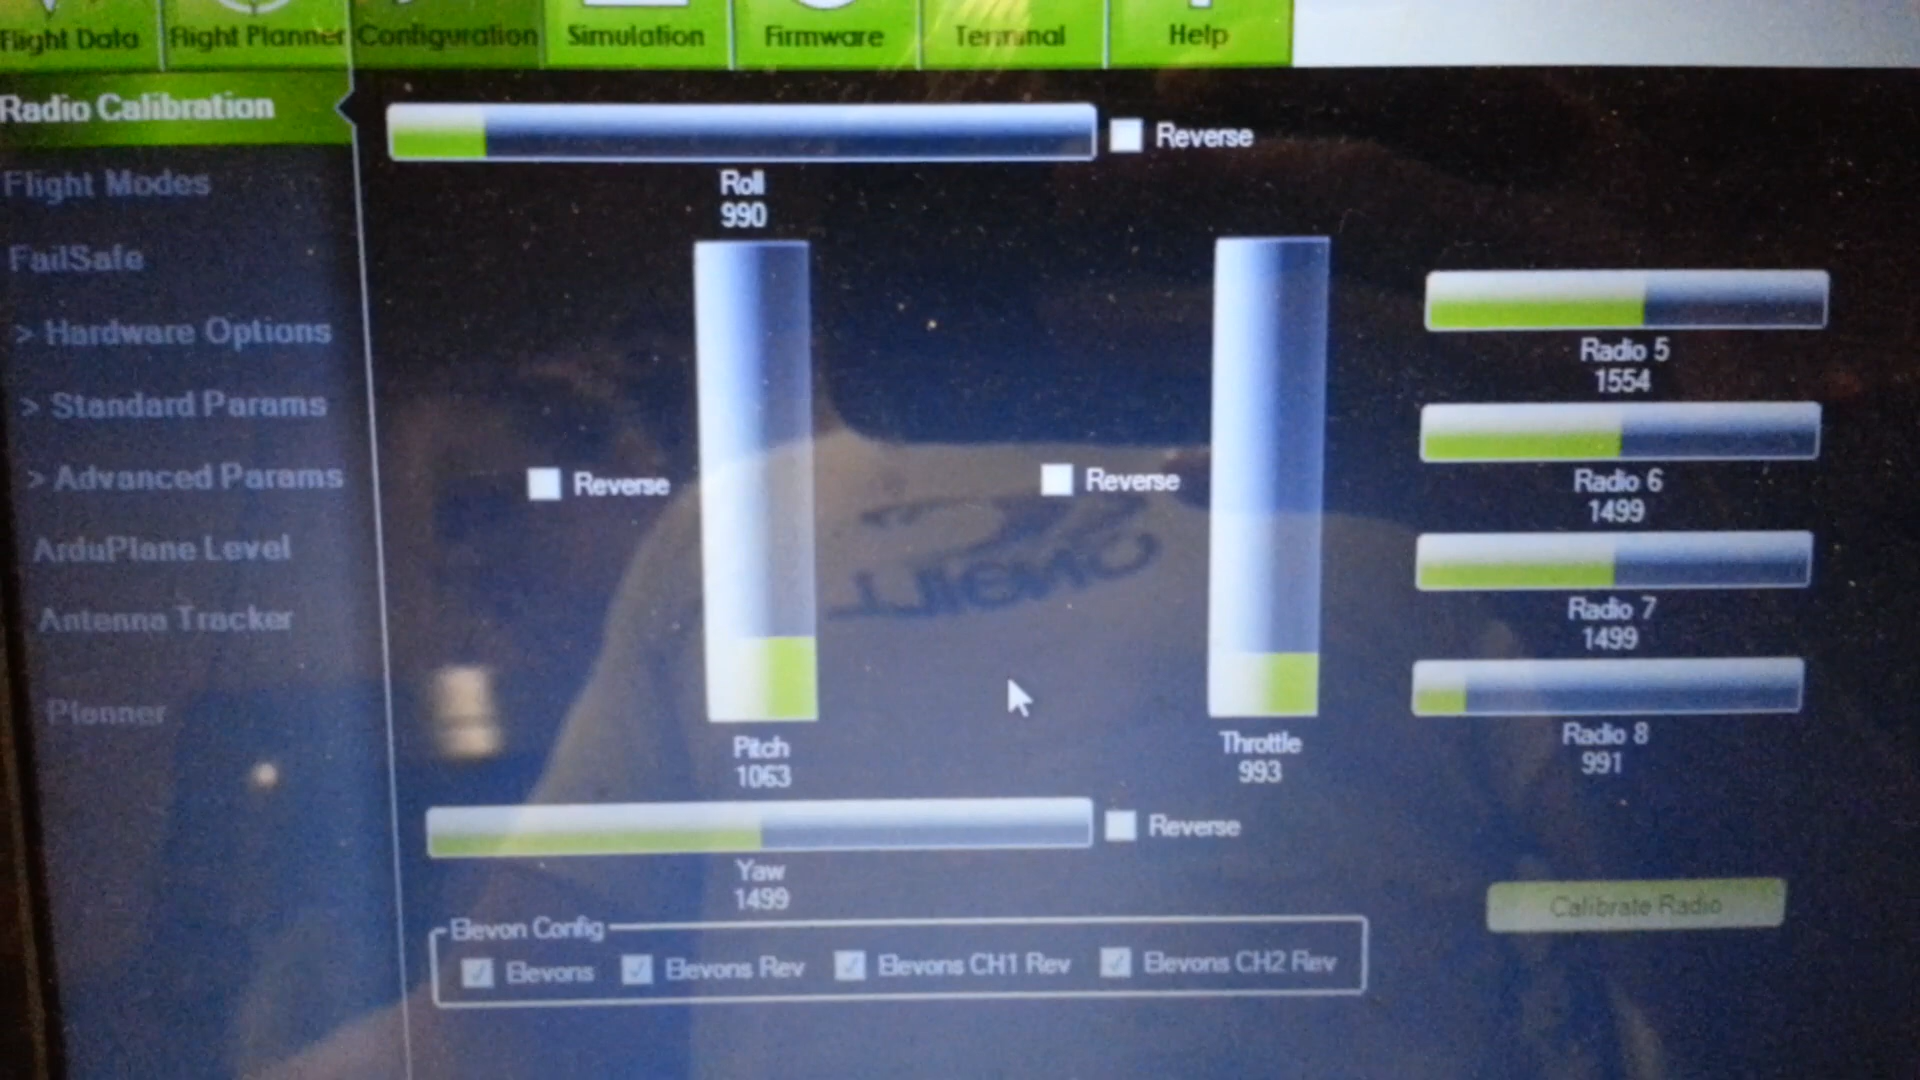 Flight Data
Flight Planner
Configuration
Simulation
Firmware
Terminal
Help
Radio Calibration
Flight Modes
FailSafe
> Hardware Options
> Standard Params
> Advanced Params
ArduPlane Level
Antenna Tracker
Planner
Reverse
Roll
990
Reverse
Pitch
1063
Reverse
Throttle
993
Radio 5
1554
Radio 6
1499
Radio 7
1499
Radio 8
991
Reverse
Yaw
1499
Elevon Config
Elevons
Elevons Rev
Elevons CH1 Rev
Elevons CH2 Rev
Calibrate Radio